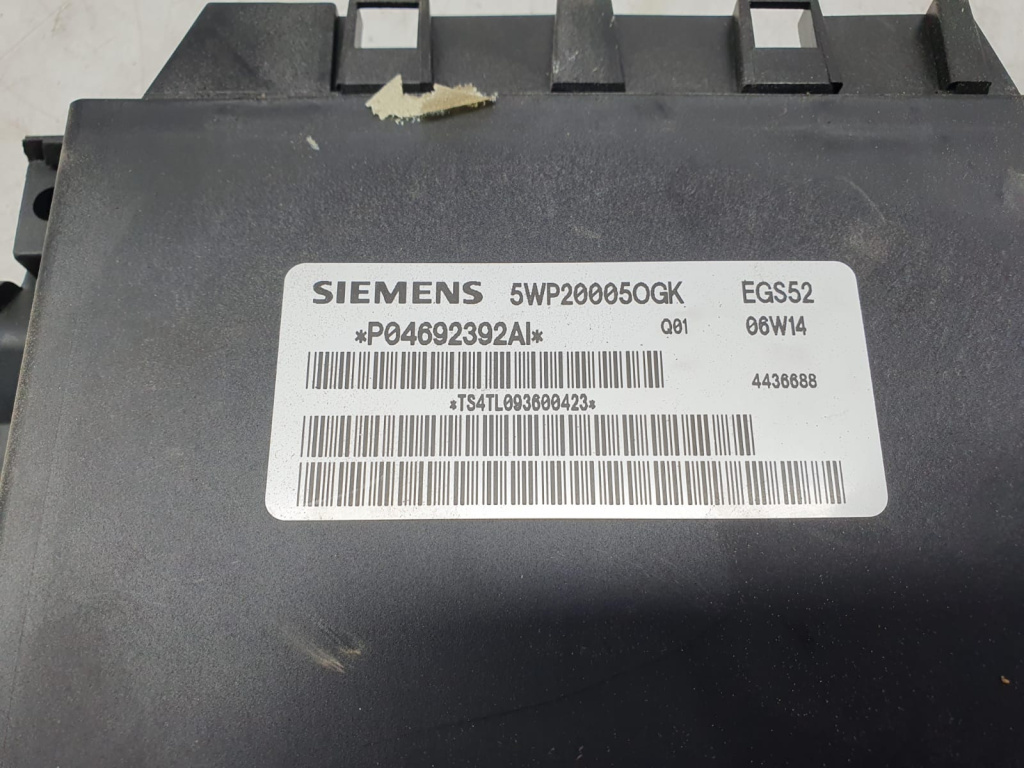 SIEMENS 5WP20005OGK EGS52
*P04692392AI* Q01 06W14
4436688
*TS4TL093600423*